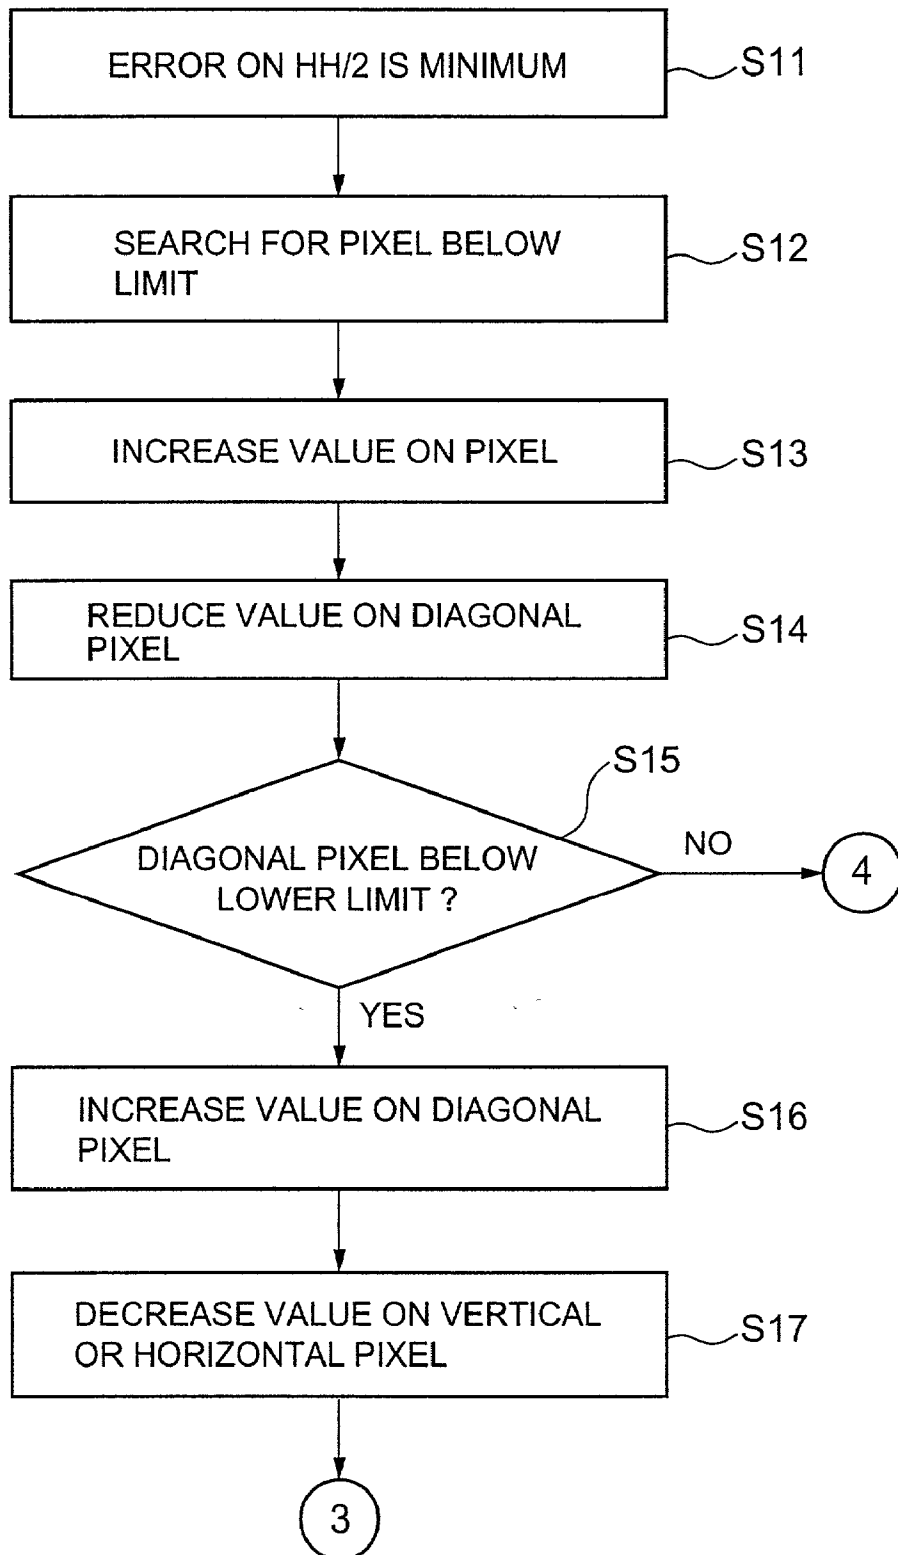 ERROR ON HH/2 IS MINIMUM
S11
SEARCH FOR PIXEL BELOW
LIMIT
S12
INCREASE VALUE ON PIXEL
S13
REDUCE VALUE ON DIAGONAL
PIXEL
S14
S15
DIAGONAL PIXEL BELOW
LOWER LIMIT ?
NO
4
YES
INCREASE VALUE ON DIAGONAL
PIXEL
S16
DECREASE VALUE ON VERTICAL
OR HORIZONTAL PIXEL
S17
3